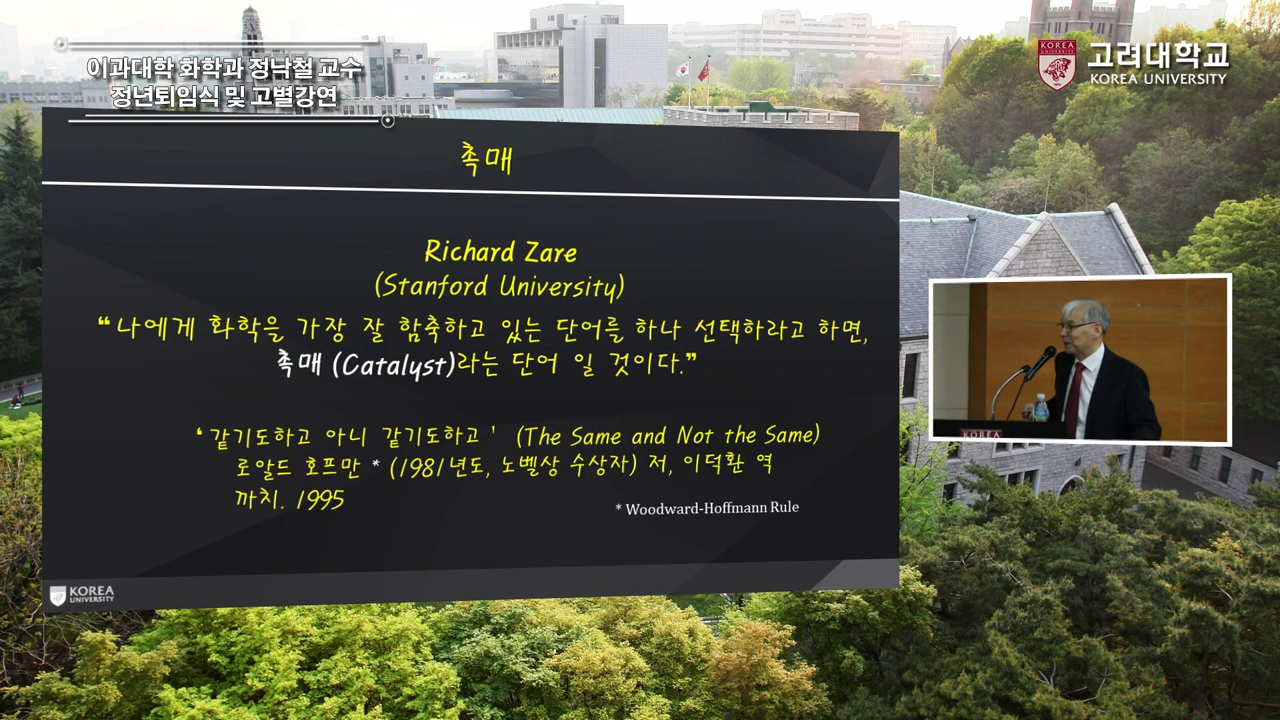 이과대학 화학과 정낙철 교수
정년퇴임식 및 고별강연
KOREA
UNIVERSITY
고려대학교
KOREA UNIVERSITY
촉매
Richard Zare
(Stanford University)
“나에게 화학을 가장 잘 함축하고 있는 단어를 하나 선택하라고 하면,
촉매 (Catalyst)라는 단어 일 것이다.”
‘같기도하고 아니 같기도하고 ' (The Same and Not the Same)
로알드 호프만 * (1981년도, 노벨상 수상자) 저, 이덕환 역
까치. 1995
* Woodward-Hoffmann Rule
KOREA
UNIVERSITY
KOREA